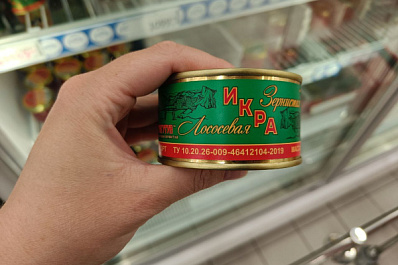 Зернистая
ИКРА
Лососевая
ТУ 10.20.26-009-46412104-2019